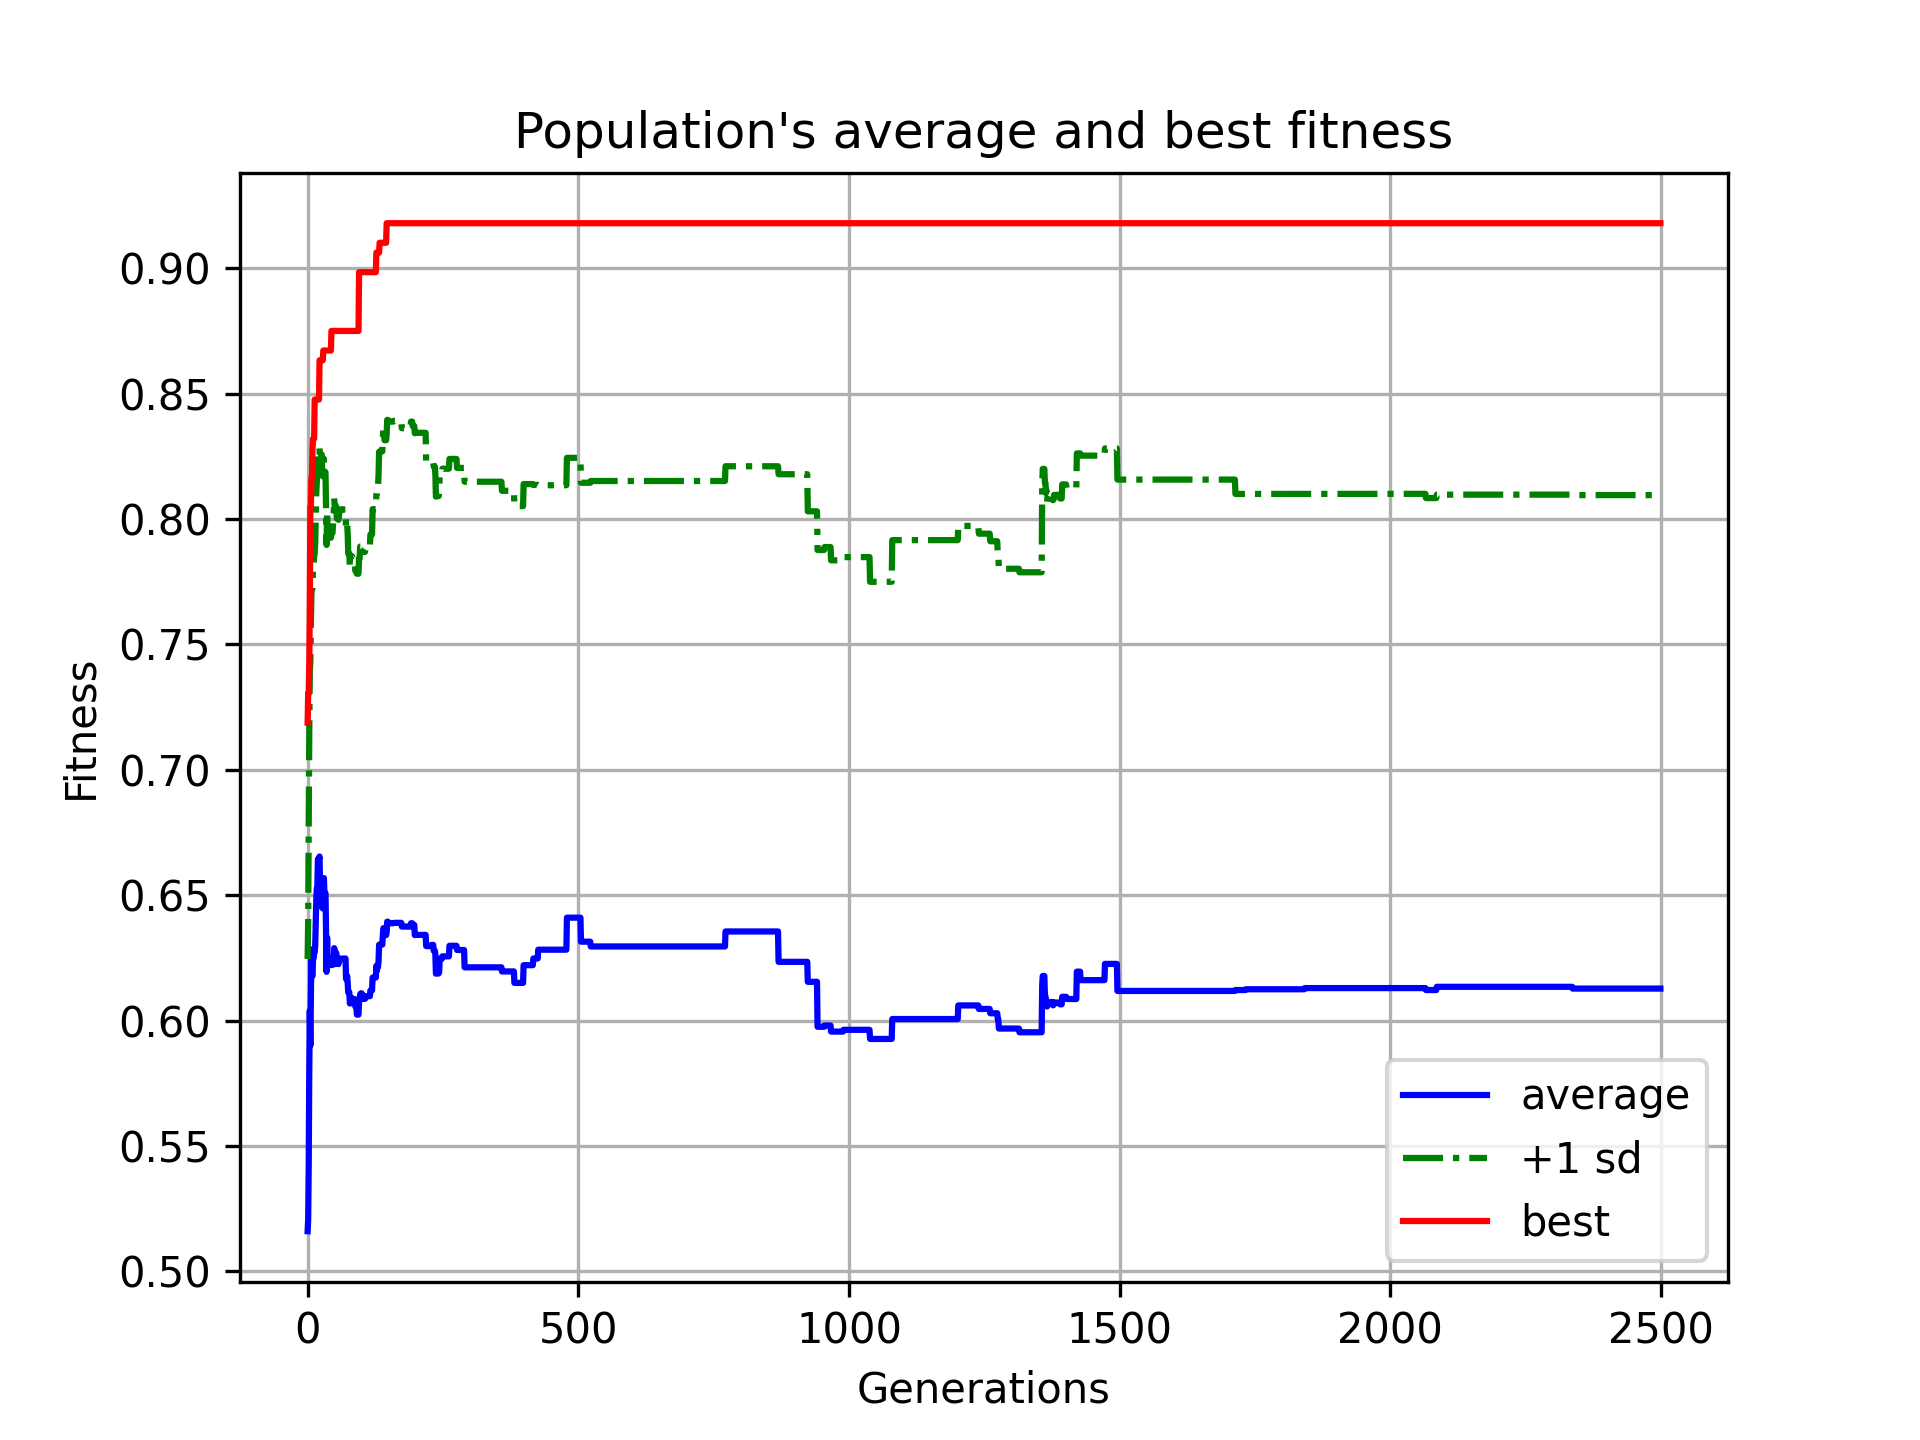 Population's average and best fitness
Fitness
0.90
0.85
0.80
0.75
0.70
0.65
0.60
0.55
0.50
average
+1 sd
best
0 500 1000 1500 2000 2500
Generations